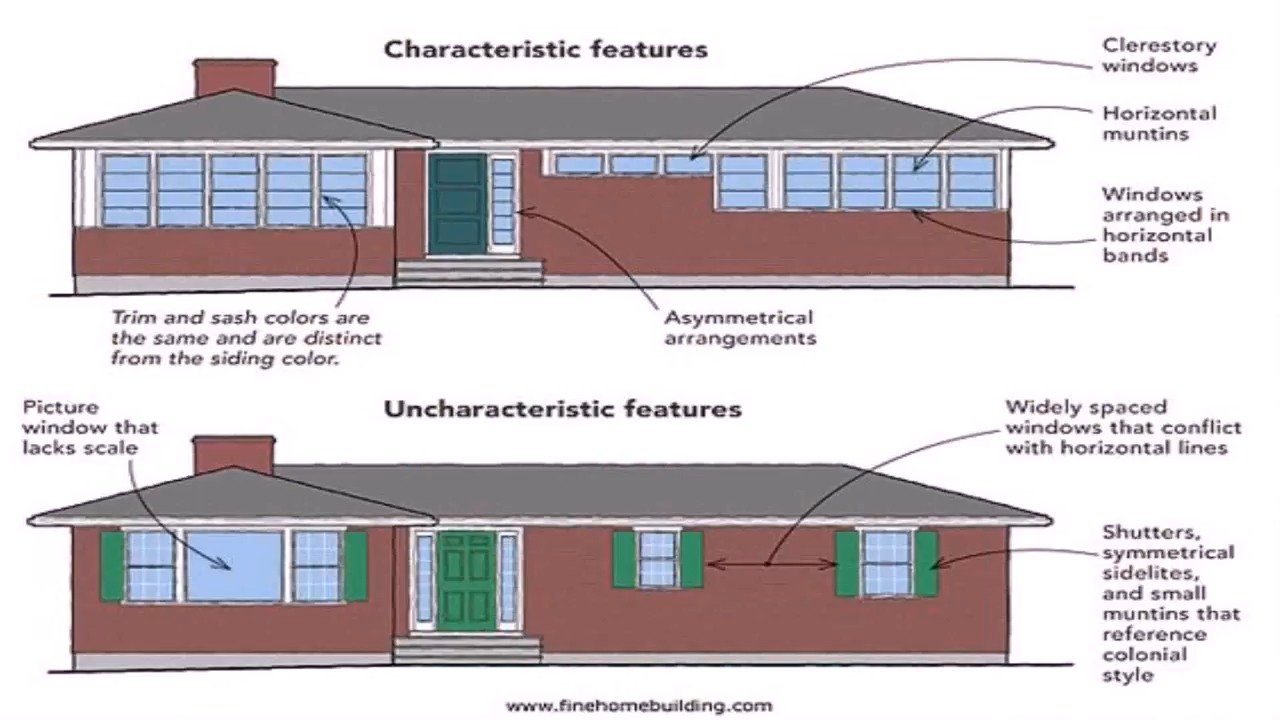 Characteristic features
Clerestory
windows
Horizontal
muntins
Windows
arranged in
horizontal
bands
Trim and sash colors are
the same and are distinct
from the siding color.
Asymmetrical
arrangements
Uncharacteristic features
Picture
window that
lacks scale
Widely spaced
windows that conflict
with horizontal lines
Shutters,
symmetrical
sidelites,
and small
muntins that
reference
colonial
style
www.finehomebuilding.com